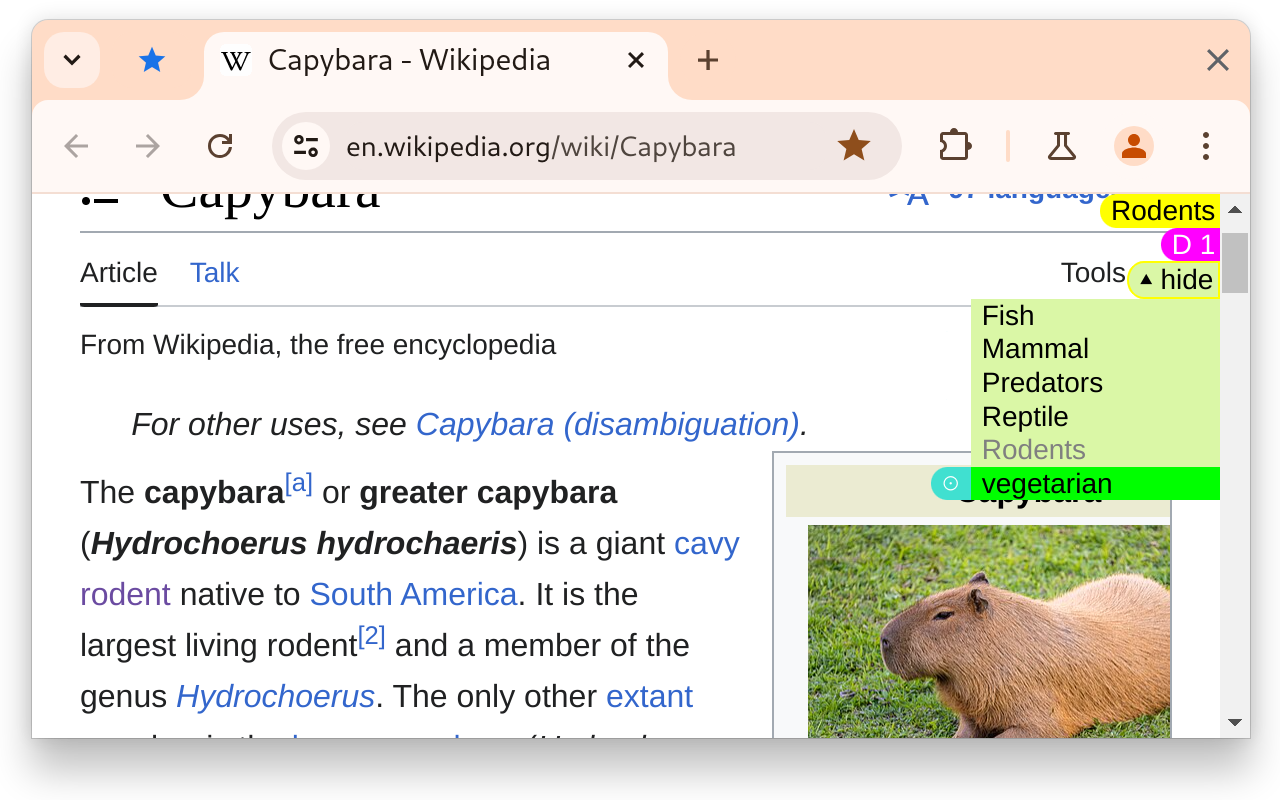 W Capybara - Wikipedia
en.wikipedia.org/wiki/Capybara
Capybara
Rodents
D 1
Article Talk Tools
▲ hide
From Wikipedia, the free encyclopedia
Fish
Mammal
Predators
Reptile
Rodents
vegetarian
For other uses, see Capybara (disambiguation).
The capybara[a] or greater capybara
(Hydrochoerus hydrochaeris) is a giant cavy
rodent native to South America. It is the
largest living rodent[2] and a member of the
genus Hydrochoerus. The only other extant
Capybara